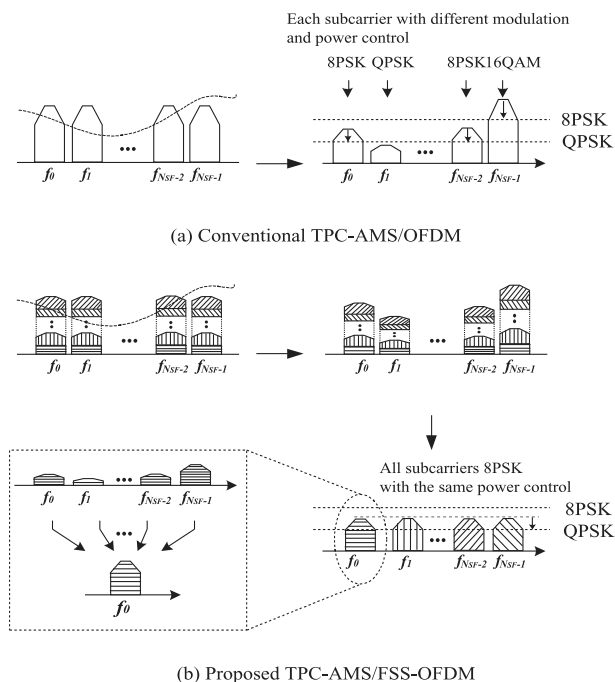 Each subcarrier with different modulation
and power control
8PSK QPSK 8PSK16QAM
8PSK
QPSK
f0 f1 fNSF-2 fNSF-1
f0 f1 fNSF-2 fNSF-1
(a) Conventional TPC-AMS/OFDM
f0 f1 fNSF-2 fNSF-1
f0 f1 fNSF-2 fNSF-1
All subcarriers 8PSK
with the same power control
8PSK
QPSK
f0 f1 fNSF-2 fNSF-1
f0 f1 fNSF-2 fNSF-1
f0
(b) Proposed TPC-AMS/FSS-OFDM